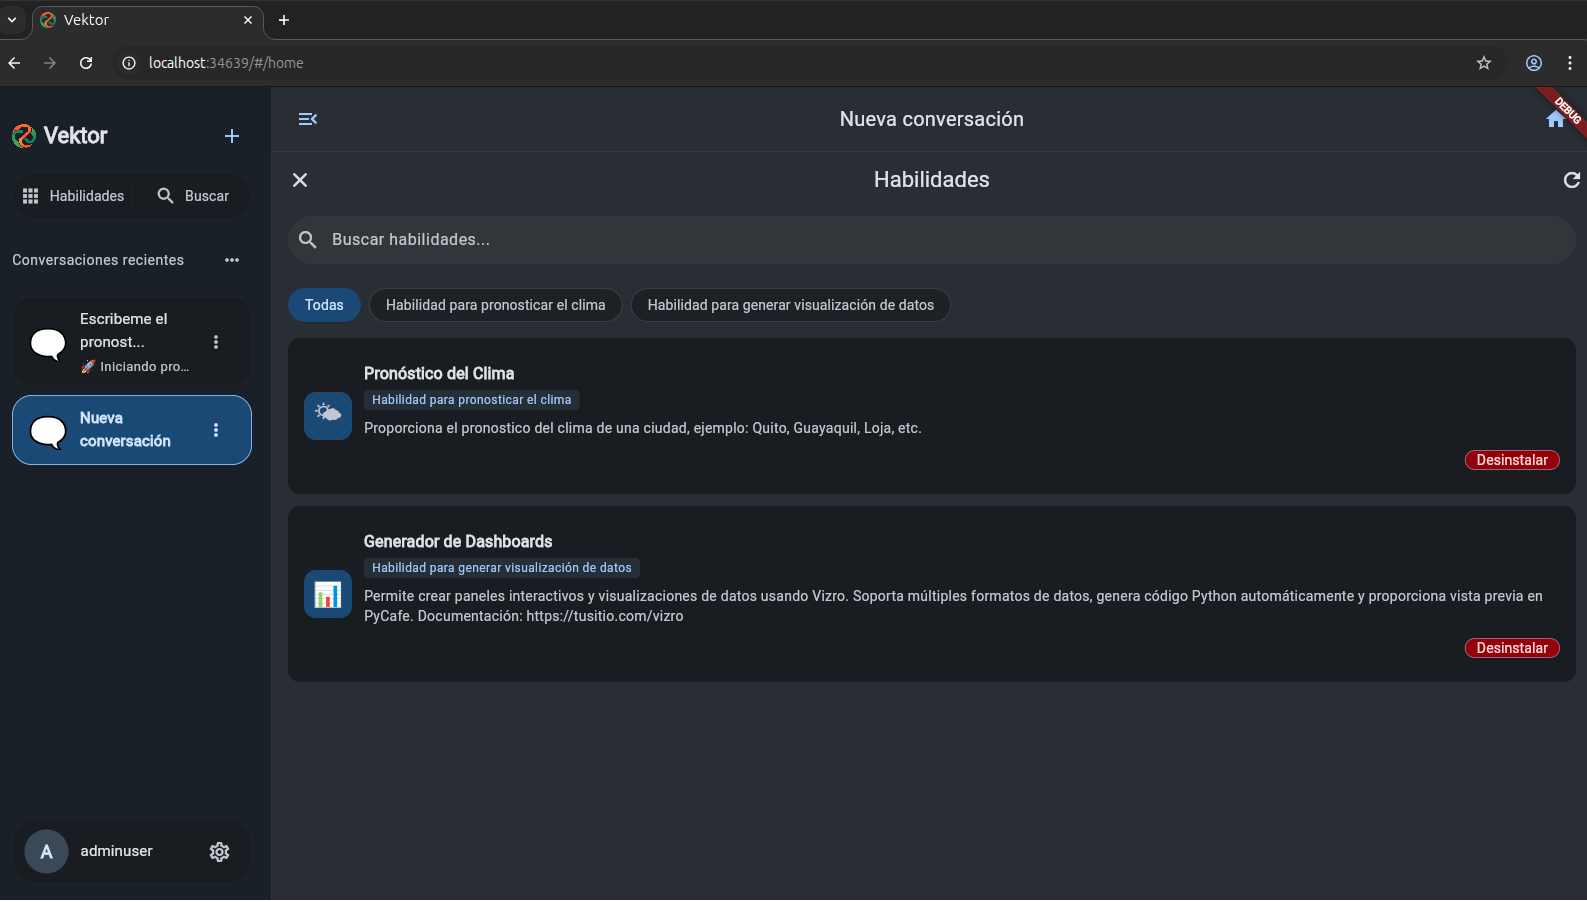 Vektor
localhost:34639/#/home
Vektor
Habilidades
Buscar
Conversaciones recientes
Escribeme el
pronost...
🚀 Iniciando pro...
Nueva
conversación
A
adminuser
Nueva conversación
DEBUG
Habilidades
Buscar habilidades...
Todas
Habilidad para pronosticar el clima
Habilidad para generar visualización de datos
Pronóstico del Clima
Habilidad para pronosticar el clima
Proporciona el pronostico del clima de una ciudad, ejemplo: Quito, Guayaquil, Loja, etc.
Desinstalar
Generador de Dashboards
Habilidad para generar visualización de datos
Permite crear paneles interactivos y visualizaciones de datos usando Vizro. Soporta múltiples formatos de datos, genera código Python automáticamente y proporciona vista previa en
PyCafe. Documentación: https://tusitio.com/vizro
Desinstalar